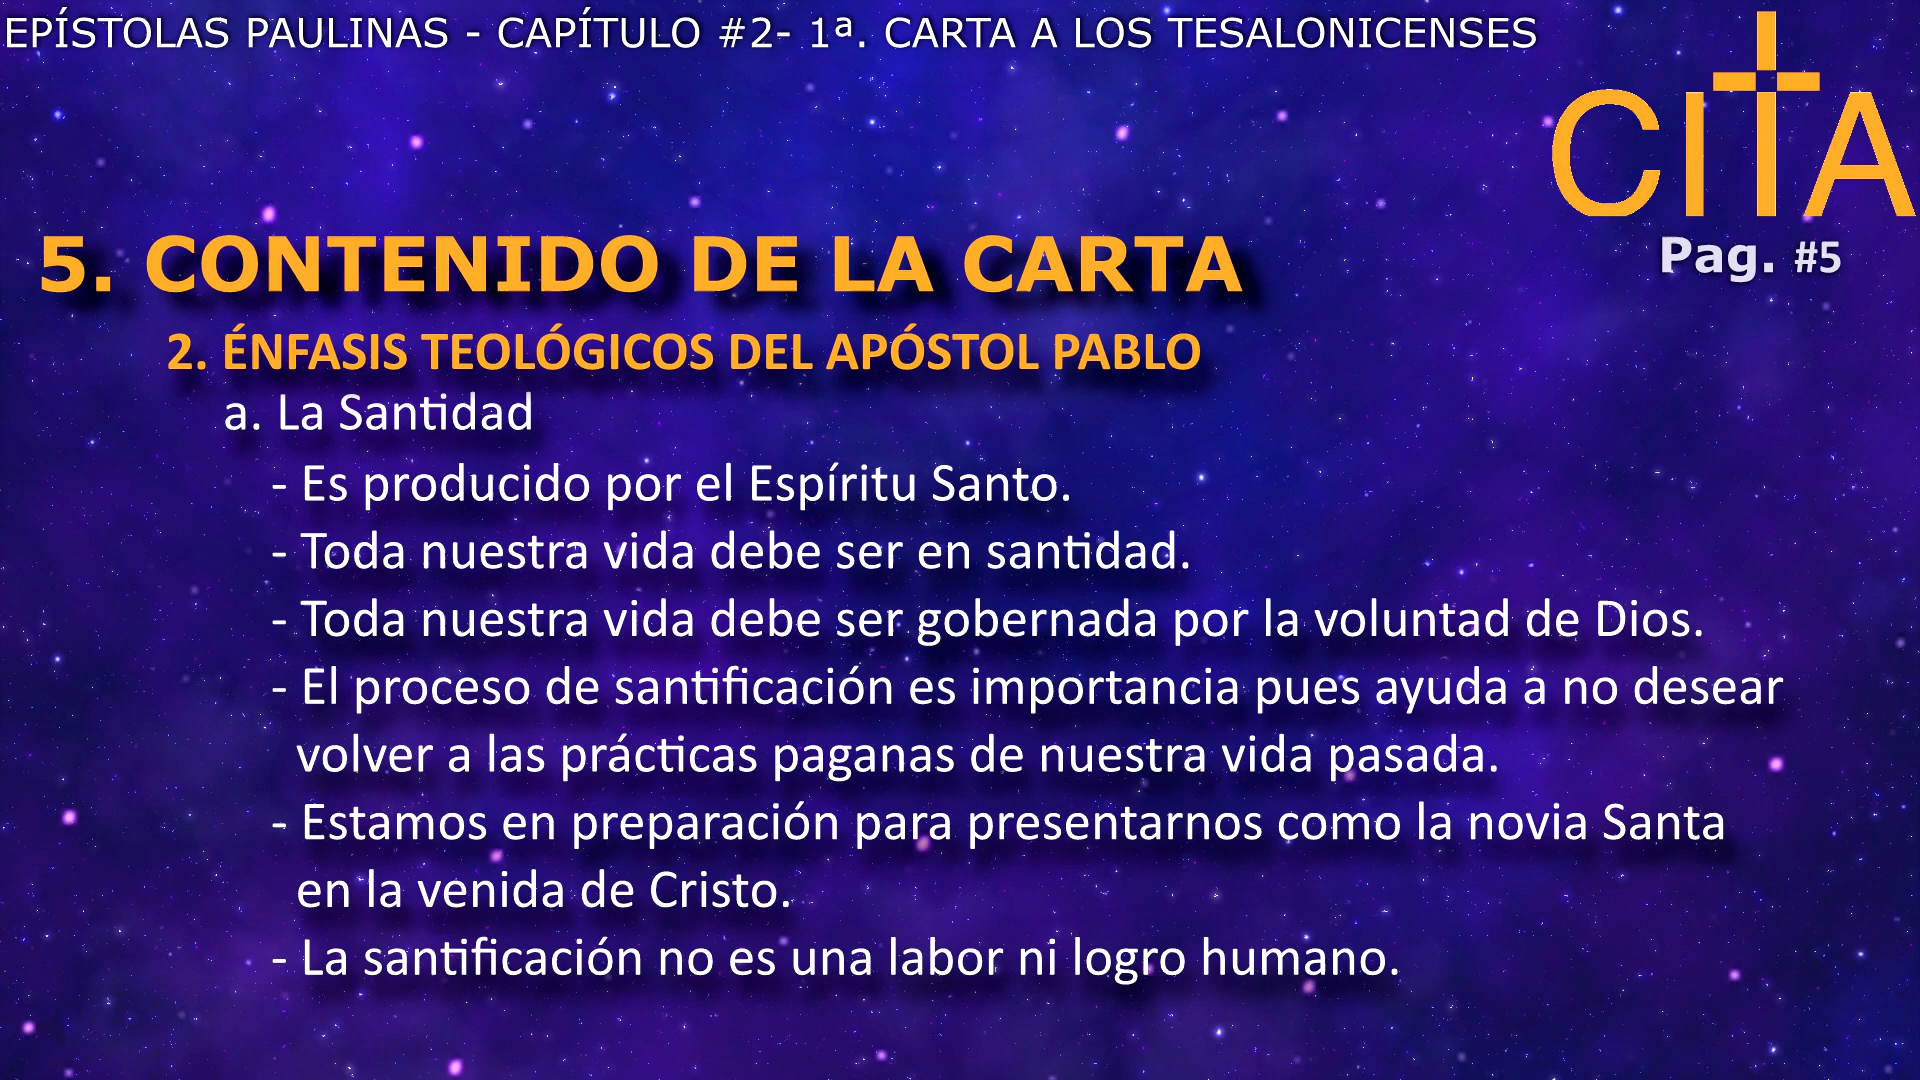 EPÍSTOLAS PAULINAS - CAPÍTULO #2- 1ª. CARTA A LOS TESALONICENSES
CITA
Pag. #5
5. CONTENIDO DE LA CARTA
2. ÉNFASIS TEOLÓGICOS DEL APÓSTOL PABLO
a. La Santidad
- Es producido por el Espíritu Santo.
- Toda nuestra vida debe ser en santidad.
- Toda nuestra vida debe ser gobernada por la voluntad de Dios.
- El proceso de santificación es importancia pues ayuda a no desear
volver a las prácticas paganas de nuestra vida pasada.
- Estamos en preparación para presentarnos como la novia Santa
en la venida de Cristo.
- La santificación no es una labor ni logro humano.